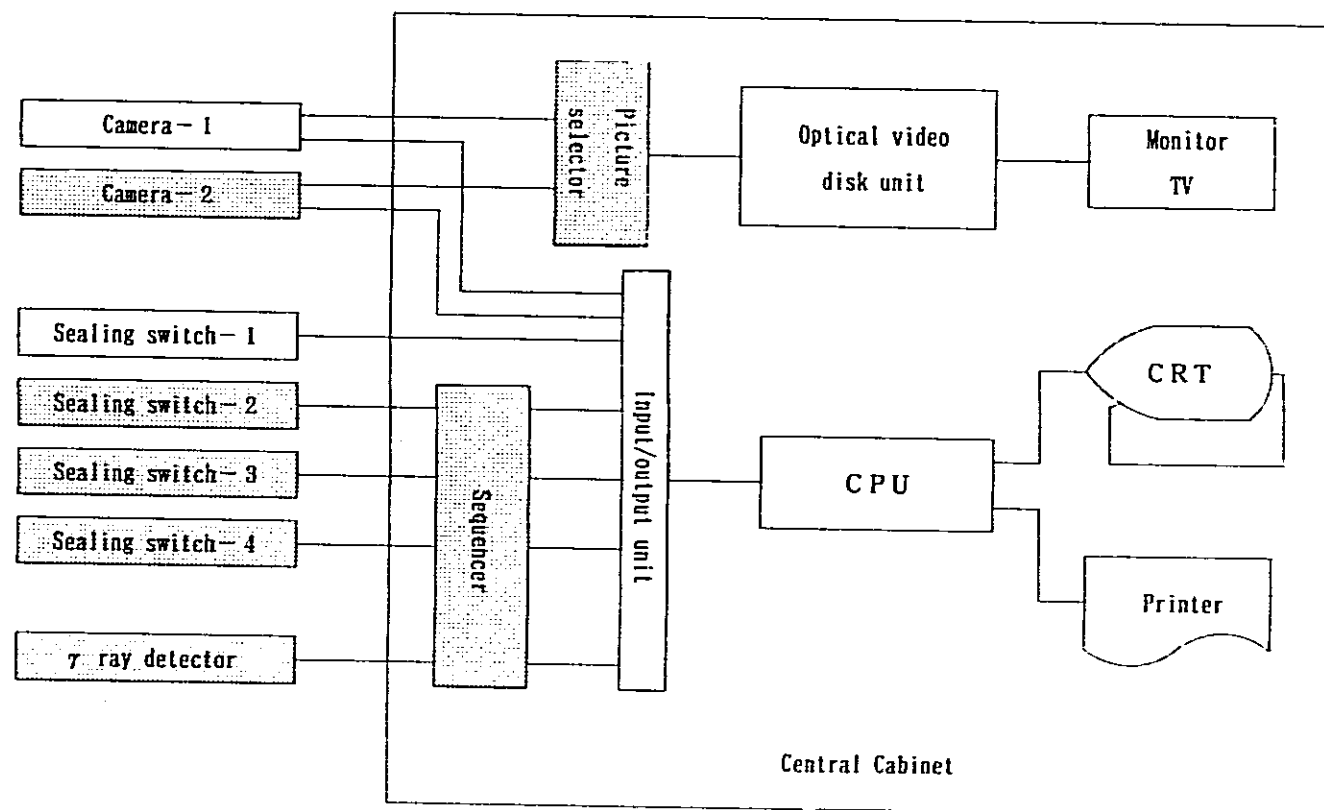 Camera－1
Camera－2
Sealing switch－1
Sealing switch－2
Sealing switch－3
Sealing switch－4
γ ray detector
Picture
selector
Sequencer
Input/output unit
Optical video
disk unit
Monitor
TV
CPU
CRT
Printer
Central Cabinet